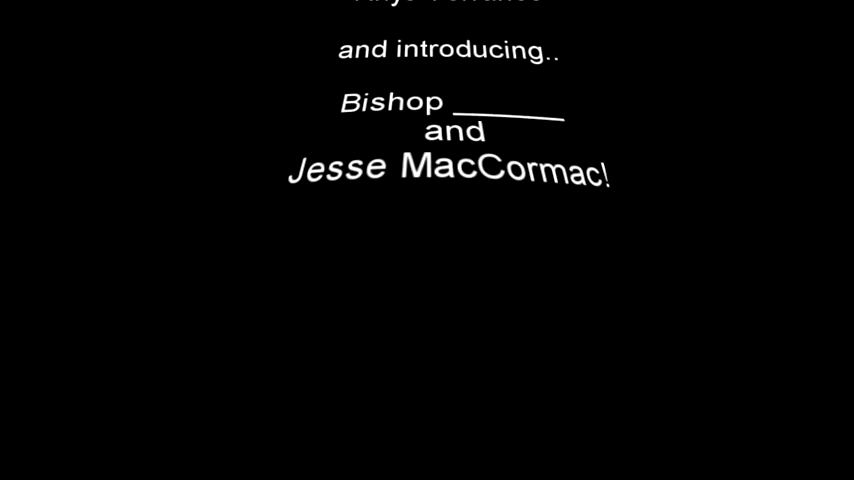 and introducing..
Bishop _______
and
Jesse MacCormac!